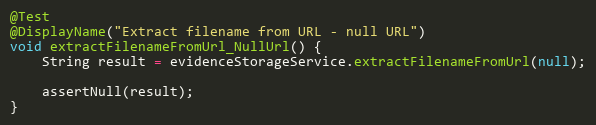 @Test
@DisplayName("Extract filename from URL - null URL")
void extractFilenameFromUrl_NullUrl() {
    String result = evidenceStorageService.extractFilenameFromUrl(null);

    assertNull(result);
}